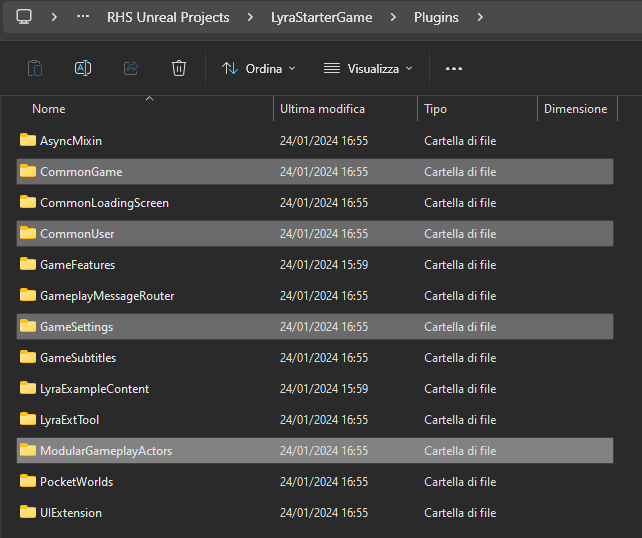 RHS Unreal Projects > LyraStarterGame > Plugins >
Ordina Visualizza
Nome Ultima modifica Tipo Dimensione
AsyncMixin 24/01/2024 16:55 Cartella di file
CommonGame 24/01/2024 16:55 Cartella di file
CommonLoadingScreen 24/01/2024 16:55 Cartella di file
CommonUser 24/01/2024 16:55 Cartella di file
GameFeatures 24/01/2024 15:59 Cartella di file
GameplayMessageRouter 24/01/2024 16:55 Cartella di file
GameSettings 24/01/2024 16:55 Cartella di file
GameSubtitles 24/01/2024 16:55 Cartella di file
LyraExampleContent 24/01/2024 15:59 Cartella di file
LyraExtTool 24/01/2024 16:55 Cartella di file
ModularGameplayActors 24/01/2024 16:55 Cartella di file
PocketWorlds 24/01/2024 16:55 Cartella di file
UIExtension 24/01/2024 16:55 Cartella di file